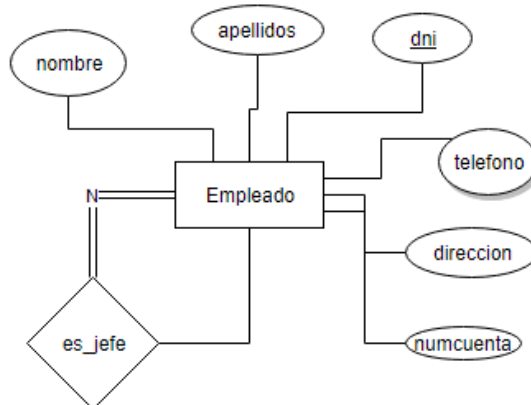 apellidos
dni
nombre
telefono
N
Empleado
direccion
es_jefe
numcuenta